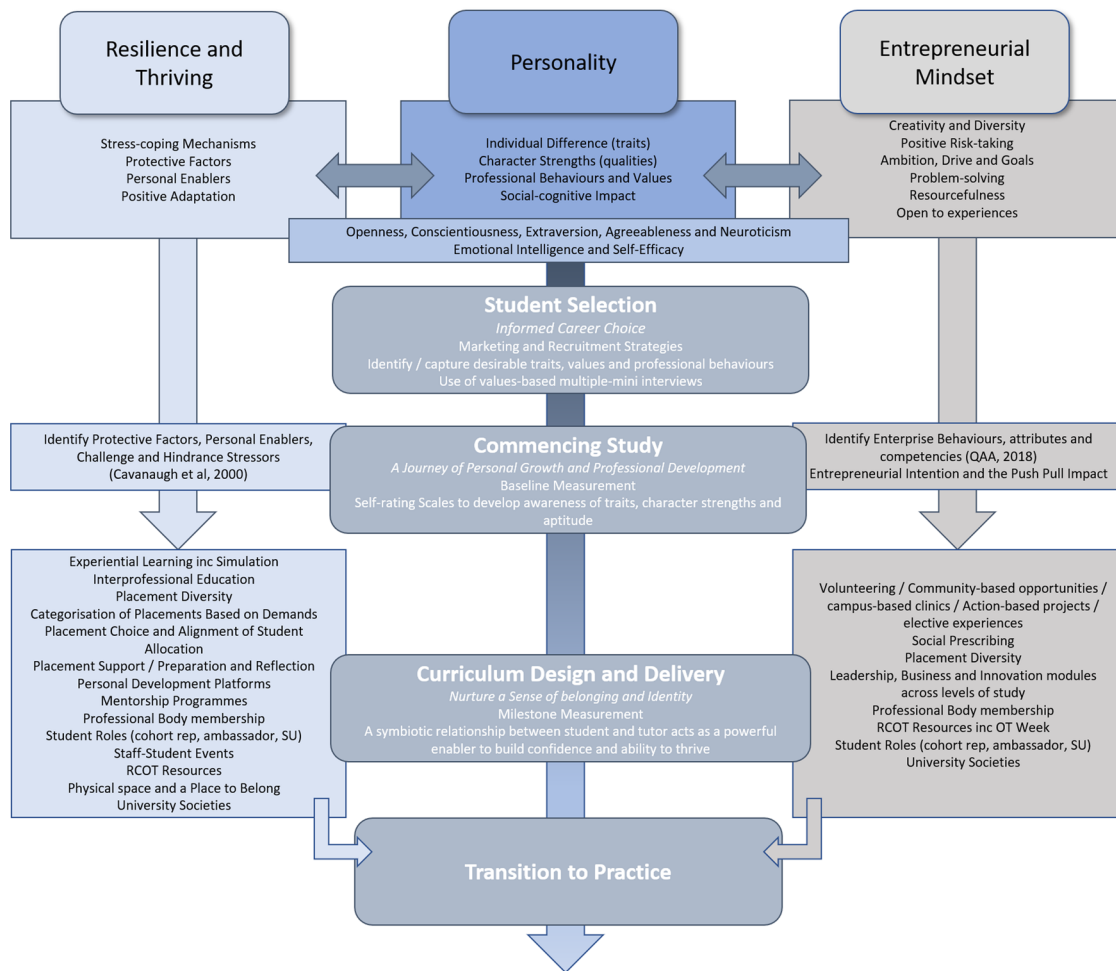 Resilience and
Thriving
Personality
Entrepreneurial
Mindset
Stress-coping Mechanisms
Protective Factors
Personal Enablers
Positive Adaptation
Individual Difference (traits)
Character Strengths (qualities)
Professional Behaviours and Values
Social-cognitive Impact
Creativity and Diversity
Positive Risk-taking
Ambition, Drive and Goals
Problem-solving
Resourcefulness
Open to experiences
Openness, Conscientiousness, Extraversion, Agreeableness and Neuroticism
Emotional Intelligence and Self-Efficacy
Student Selection
Informed Career Choice
Marketing and Recruitment Strategies
Identify / capture desirable traits, values and professional behaviours
Use of values-based multiple-mini interviews
Identify Protective Factors, Personal Enablers,
Challenge and Hindrance Stressors
(Cavanaugh et al, 2000)
Commencing Study
A Journey of Personal Growth and Professional Development
Baseline Measurement
Self-rating Scales to develop awareness of traits, character strengths and
aptitude
Identify Enterprise Behaviours, attributes and
competencies (QAA, 2018)
Entrepreneurial Intention and the Push Pull Impact
Experiential Learning inc Simulation
Interprofessional Education
Placement Diversity
Categorisation of Placements Based on Demands
Placement Choice and Alignment of Student
Allocation
Placement Support / Preparation and Reflection
Personal Development Platforms
Mentorship Programmes
Professional Body membership
Student Roles (cohort rep, ambassador, SU)
Staff-Student Events
RCOT Resources
Physical space and a Place to Belong
University Societies
Curriculum Design and Delivery
Nurture a Sense of belonging and Identity
Milestone Measurement
A symbiotic relationship between student and tutor acts as a powerful
enabler to build confidence and ability to thrive
Volunteering / Community-based opportunities /
campus-based clinics / Action-based projects /
elective experiences
Social Prescribing
Placement Diversity
Leadership, Business and Innovation modules
across levels of study
Professional Body membership
RCOT Resources inc OT Week
Student Roles (cohort rep, ambassador, SU)
University Societies
Transition to Practice